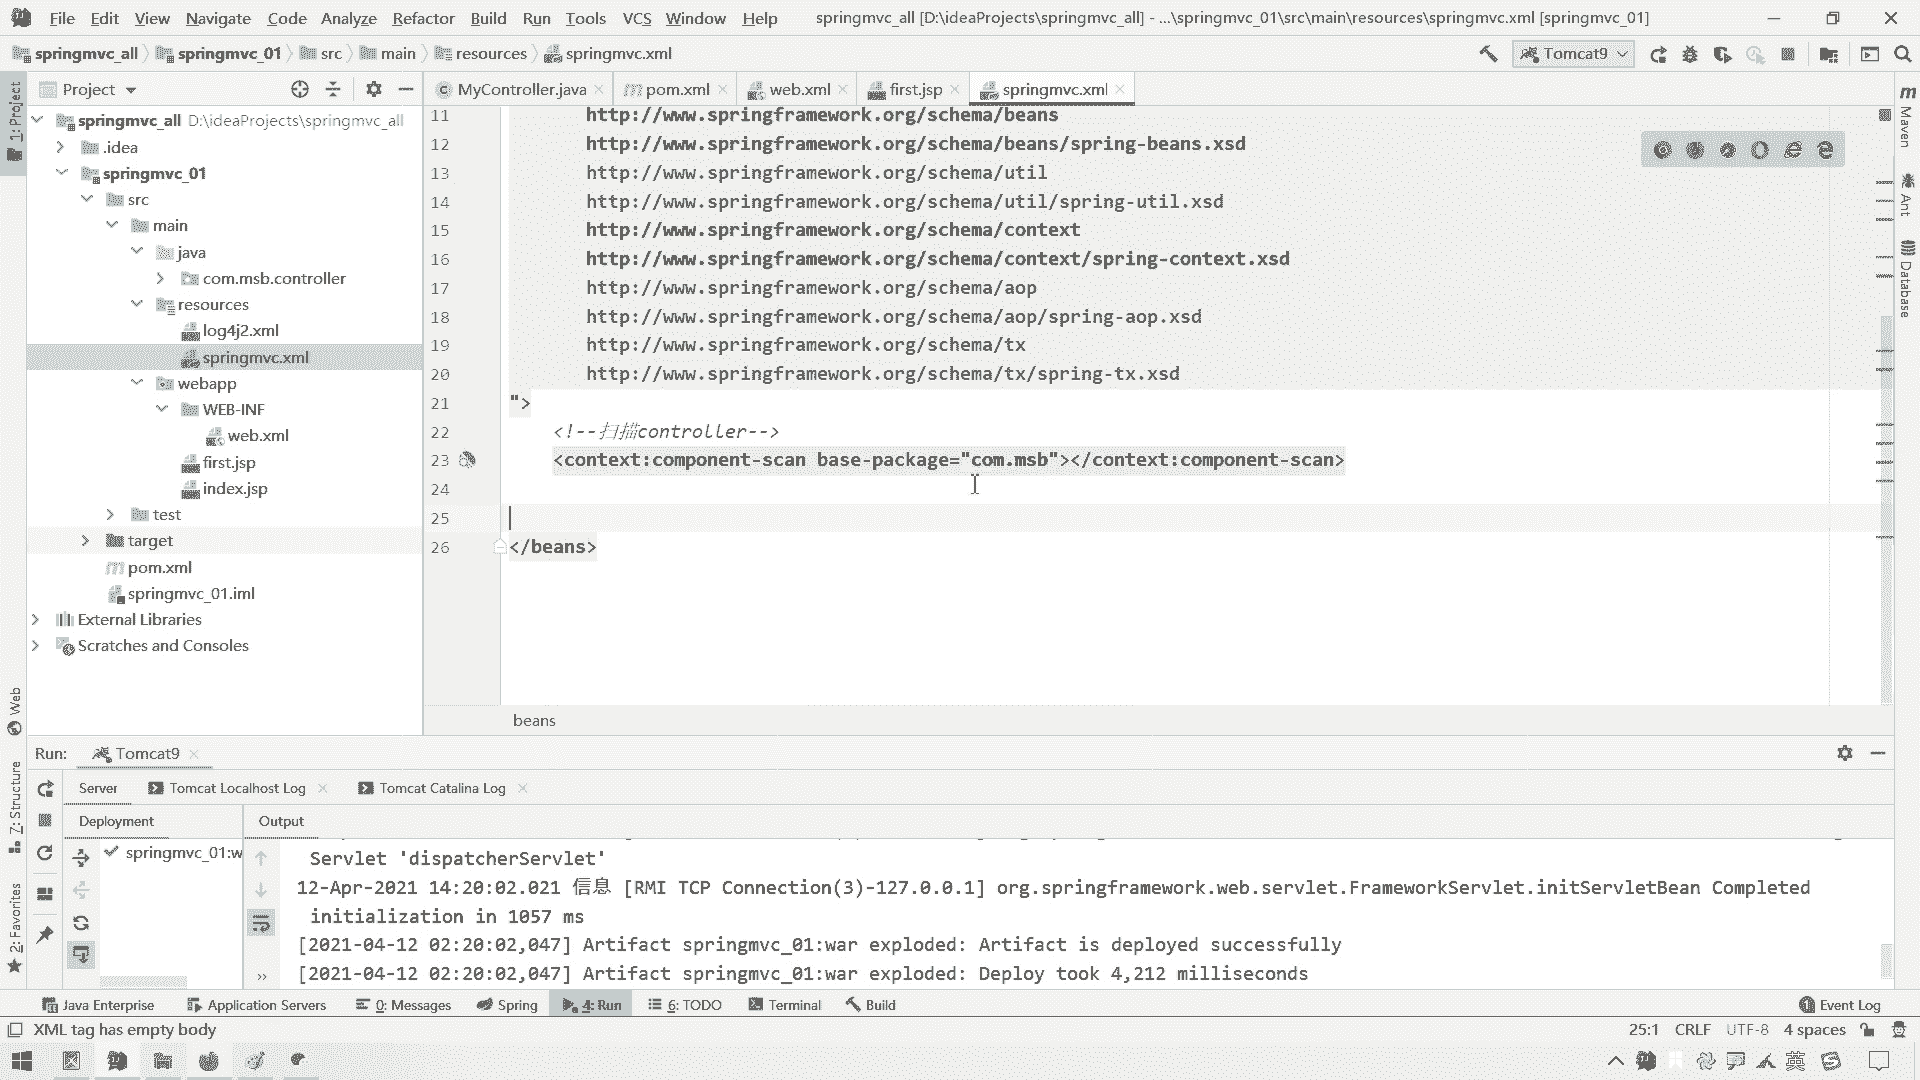 File Edit View Navigate Code Analyze Refactor Build Run Tools VCS Window Help springmvc_all [D:\ideaProjects\springmvc_all] - ...\springmvc_01\src\main\resources\springmvc.xml [springmvc_01]
springmvc_all springmvc_01 src main resources springmvc.xml Tomcat9
Project MyController.java pom.xml web.xml first.jsp springmvc.xml
1: Project
springmvc_all D:\ideaProjects\springmvc_all
.idea
springmvc_01
src
main
java
com.msb.controller
resources
log4j2.xml
springmvc.xml
webapp
WEB-INF
web.xml
first.jsp
index.jsp
test
target
pom.xml
springmvc_01.iml
External Libraries
Scratches and Consoles
11 http://www.springframework.org/schema/beans
12 http://www.springframework.org/schema/beans/spring-beans.xsd
13 http://www.springframework.org/schema/util
14 http://www.springframework.org/schema/util/spring-util.xsd
15 http://www.springframework.org/schema/context
16 http://www.springframework.org/schema/context/spring-context.xsd
17 http://www.springframework.org/schema/aop
18 http://www.springframework.org/schema/aop/spring-aop.xsd
19 http://www.springframework.org/schema/tx
20 http://www.springframework.org/schema/tx/spring-tx.xsd
21 ">
22 <!--扫描controller-->
23 <context:component-scan base-package="com.msb"></context:component-scan>
24
25
26 </beans>
beans
Maven
Ant
Database
Web
7: Structure
2: Favorites
Run: Tomcat9
Server Tomcat Localhost Log Tomcat Catalina Log
Deployment Output
springmvc_01:w
Servlet 'dispatcherServlet'
12-Apr-2021 14:20:02.021 信息 [RMI TCP Connection(3)-127.0.0.1] org.springframework.web.servlet.FrameworkServlet.initServletBean Completed
initialization in 1057 ms
[2021-04-12 02:20:02,047] Artifact springmvc_01:war exploded: Artifact is deployed successfully
[2021-04-12 02:20:02,047] Artifact springmvc_01:war exploded: Deploy took 4,212 milliseconds
Java Enterprise Application Servers 0: Messages Spring 4: Run 6: TODO Terminal Build 1 Event Log
XML tag has empty body 25:1 CRLF UTF-8 4 spaces
英